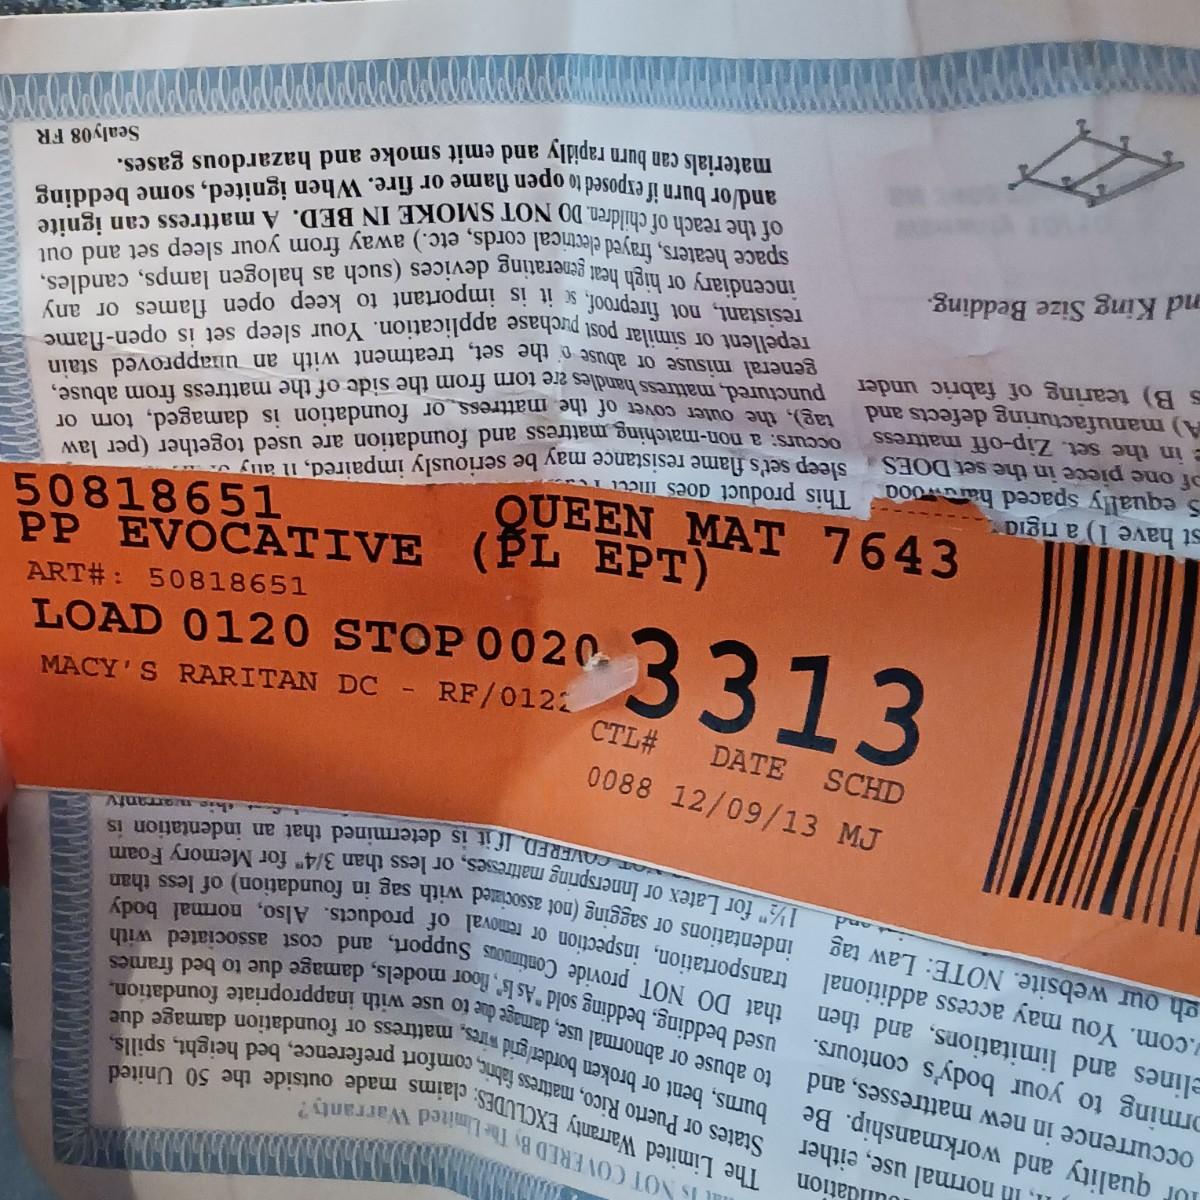 50818651 QUEEN MAT 7643
PP EVOCATIVE (PL EPT)
ART#: 50818651
LOAD 0120 STOP 0020 3313
MACY'S RARITAN DC - RF/012
CTL# DATE SCHD
0088 12/09/13 MJ
NOT COVERED By The Limited Warranty?
The Limited Warranty EXCLUDES: claims made outside the 50 United
States or Puerto Rico, mattress fabric, comfort preference, bed height, spills,
burns, bent or broken border/grid wires, mattress or foundation damage due
to abuse or abnormal use, damage due to use with inappropriate foundation,
used bedding, bedding sold "As Is", floor models, damage due to bed frames
that DO NOT provide Continuous Support, and cost associated with
transportation, inspection or removal of products. Also, normal body
indentations or sagging (not associated with sag in foundation) of less than
1½" for Latex or Innerspring mattresses, or less than 3/4" for Memory Foam
COVERED. If it is determined that an indentation is
This product does meet
sleep set's flame resistance may be seriously impaired, if any
occurs: a non-matching mattress and foundation are used together (per law
tag), the outer cover of the mattress or foundation is damaged, torn or
punctured, mattress handles are torn from the side of the mattress from abuse,
general misuse or abuse of the set, treatment with an unapproved stain
repellent or similar post purchase application. Your sleep set is open-flame
resistant, not fireproof, so it is important to keep open flames or any
incendiary or high heat generating devices (such as halogen lamps, candles,
space heaters, frayed electrical cords, etc.) away from your sleep set and out
of the reach of children. DO NOT SMOKE IN BED. A mattress can ignite
and/or burn if exposed to open flame or fire. When ignited, some bedding
materials can burn rapidly and emit smoke and hazardous gases.
Sealy08 FR
in normal use, either
quality and workmanship. Be
occurrence in new mattresses, and
to your body's contours.
and limitations, and then
.com. You may access additional
our website. NOTE: Law tag
and
have 1) a rigid
equally spaced hardwood
of one piece in the set DOES
in the set. Zip-off mattress
A) manufacturing defects and
B) tearing of fabric under
King Size Bedding.